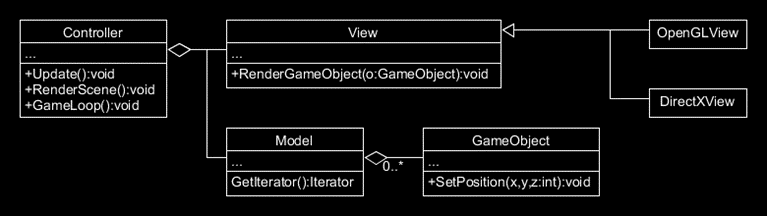 Controller
...
+Update():void
+RenderScene():void
+GameLoop():void
View
...
+RenderGameObject(o:GameObject):void
OpenGLView
DirectXView
Model
...
GetIterator():Iterator
0..*
GameObject
...
+SetPosition(x,y,z:int):void